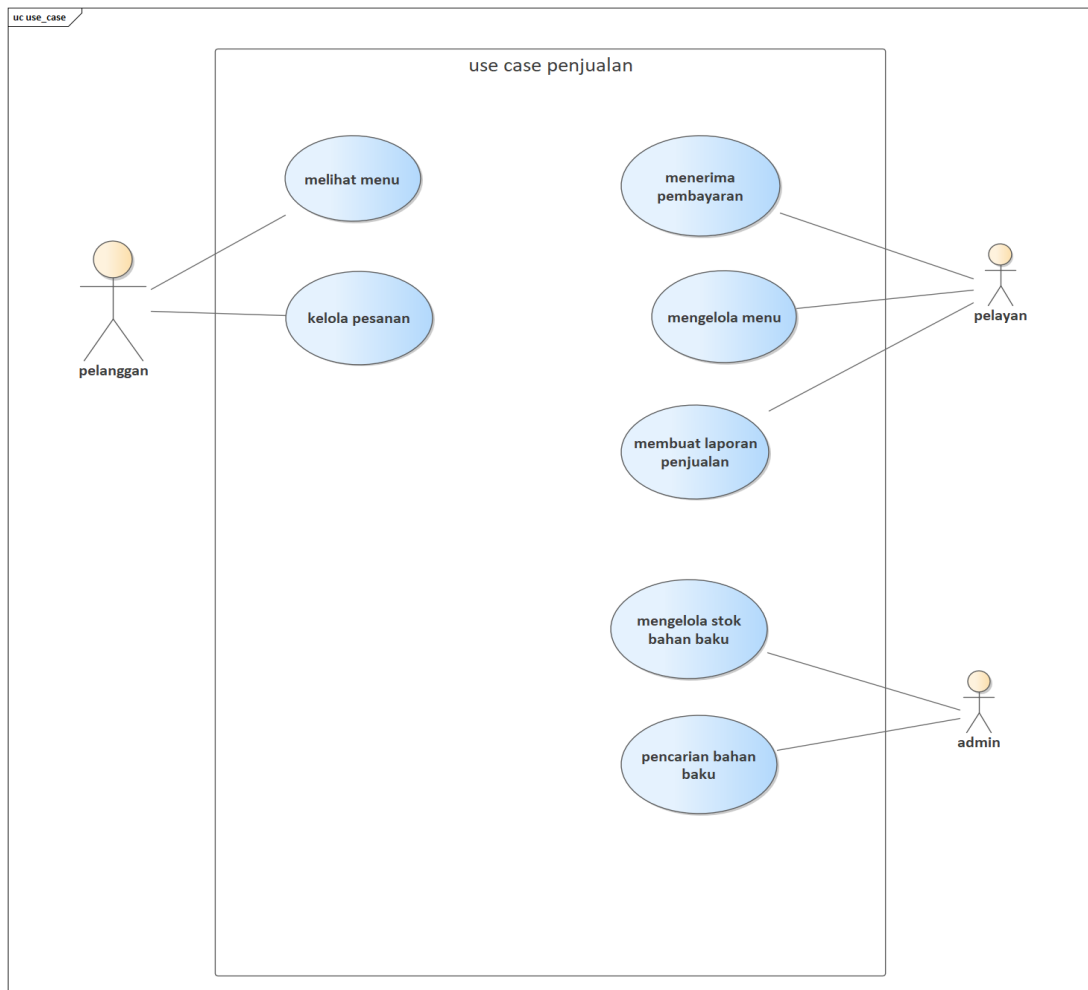 uc use_case
use case penjualan
melihat menu
menerima
pembayaran
kelola pesanan
mengelola menu
pelanggan
pelayan
membuat laporan
penjualan
mengelola stok
bahan baku
pencarian bahan
baku
admin